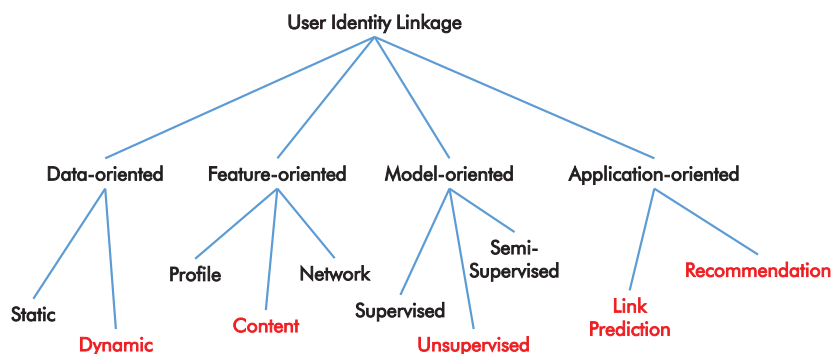 User Identity Linkage
Data-oriented
Feature-oriented
Model-oriented
Application-oriented
Static
Dynamic
Profile
Content
Network
Supervised
Unsupervised
Semi-
Supervised
Link
Prediction
Recommendation